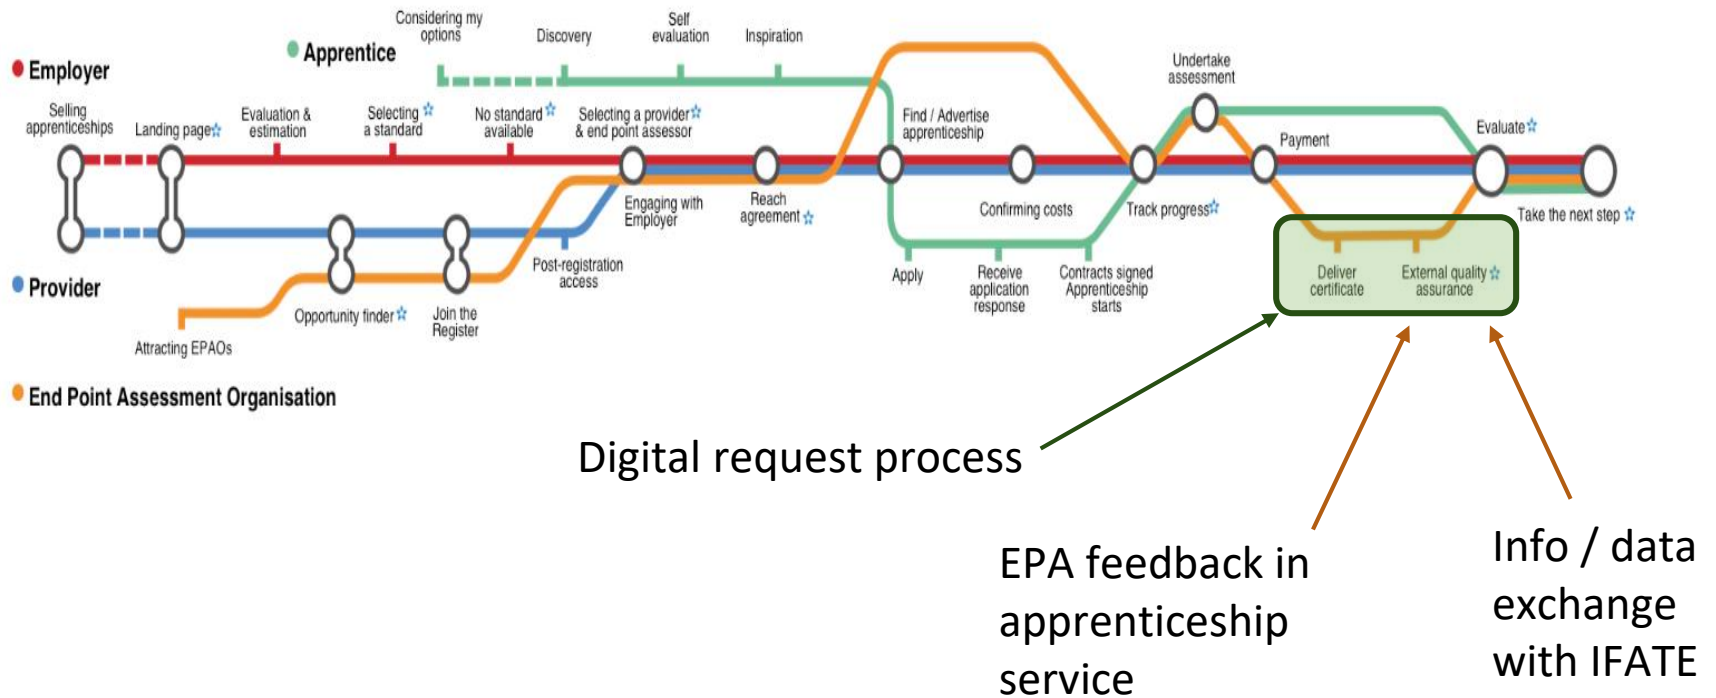 Considering my
options
Discovery
Self
evaluation
Inspiration
Apprentice
Employer
Undertake
assessment
Selling
apprenticeships
Landing page
Evaluation &
estimation
Selecting
a standard
No standard
available
Selecting a provider
& end point assessor
Find / Advertise
apprenticeship
Payment
Evaluate
Engaging with
Employer
Reach
agreement
Confirming costs
Track progress
Take the next step
Provider
Post-registration
access
Apply
Receive
application
response
Contracts signed
Apprenticeship
starts
Deliver
certificate
External quality
assurance
Opportunity finder
Join the
Register
Attracting EPAOs
End Point Assessment Organisation
Digital request process
EPA feedback in
apprenticeship
service
Info / data
exchange
with IFATE